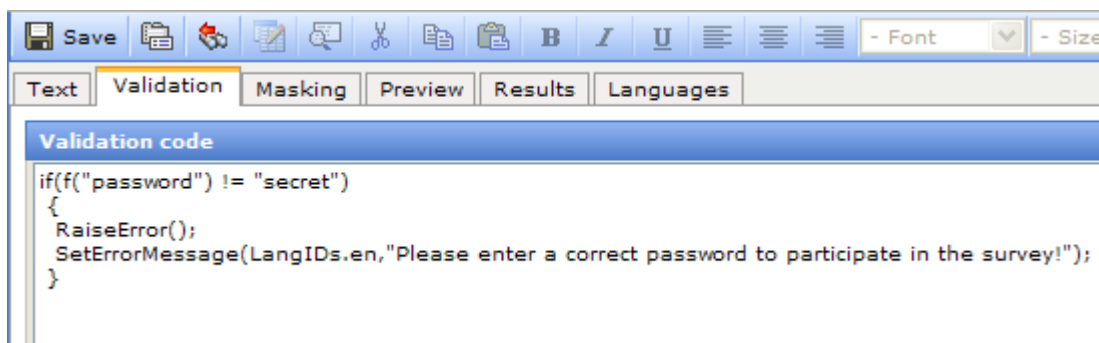 Save B I U - Font - Size
Text Validation Masking Preview Results Languages
Validation code
if(f("password") != "secret")
{
RaiseError();
SetErrorMessage(LangIDs.en,"Please enter a correct password to participate in the survey!");
}